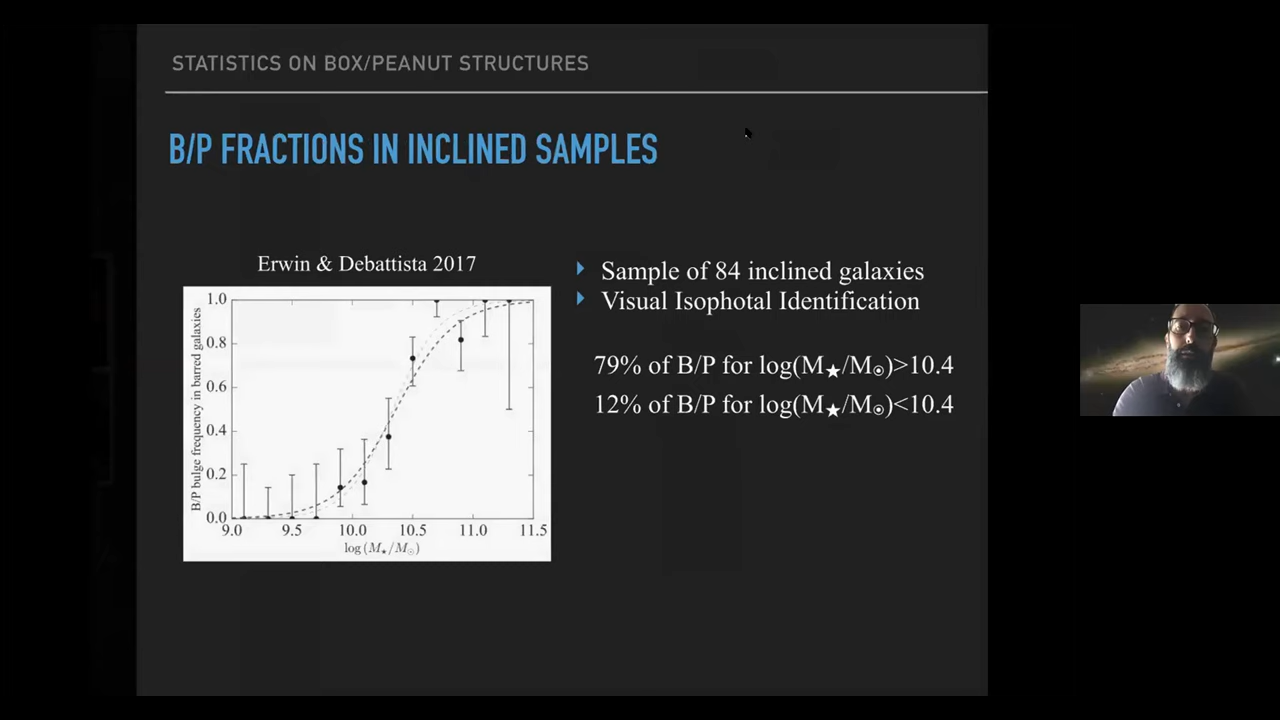 STATISTICS ON BOX/PEANUT STRUCTURES
B/P FRACTIONS IN INCLINED SAMPLES
Erwin & Debattista 2017
B/P bulge frequency in barred galaxies
1.0
0.8
0.6
0.4
0.2
0.0
9.0 9.5 10.0 10.5 11.0 11.5
log (M⋆/M☉)
Sample of 84 inclined galaxies
Visual Isophotal Identification
79% of B/P for log(M★/M☉)>10.4
12% of B/P for log(M★/M☉)<10.4